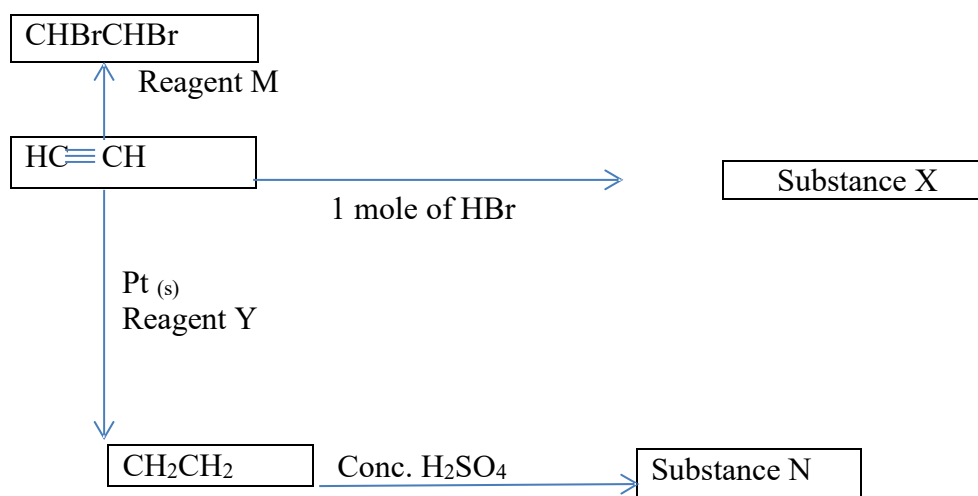 CHBrCHBr
Reagent M
HC≡CH
Substance X
1 mole of HBr
Pt (s)
Reagent Y
CH₂CH₂
Conc. H₂SO₄
Substance N